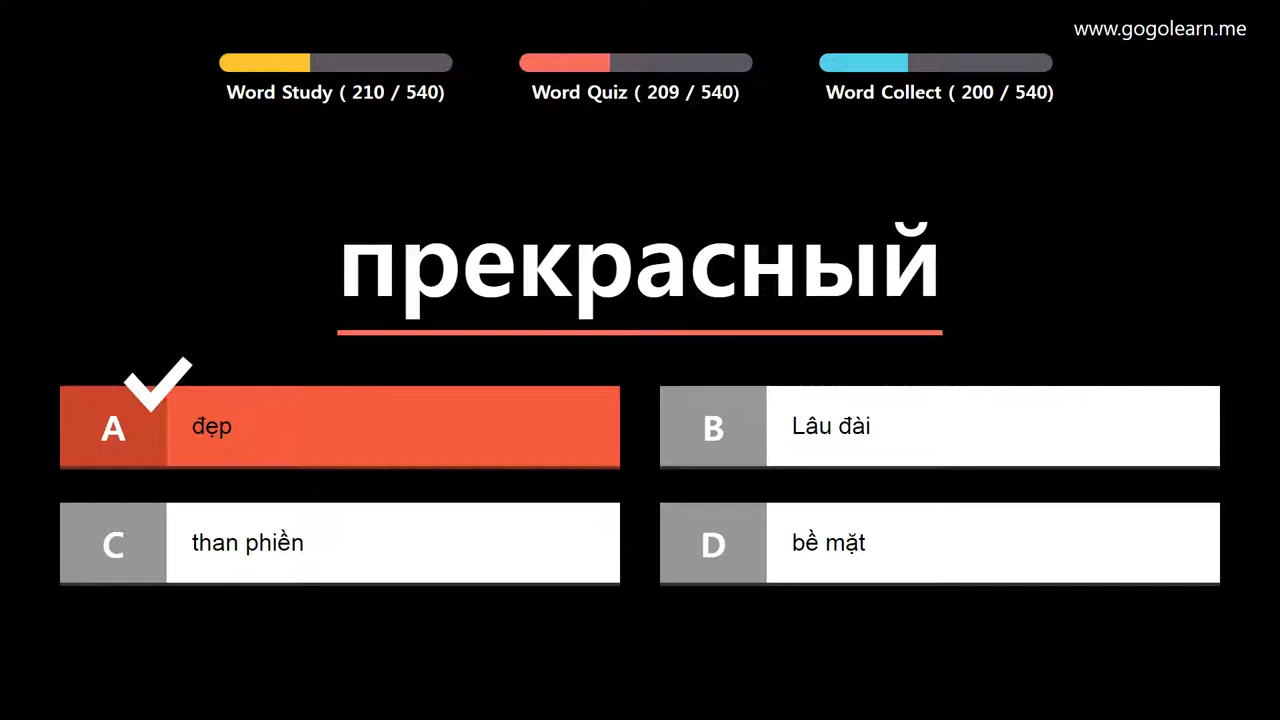 www.gogolearn.me
Word Study ( 210 / 540)
Word Quiz ( 209 / 540)
Word Collect ( 200 / 540)
прекрасный
A đẹp
B Lâu đài
C than phiền
D bề mặt